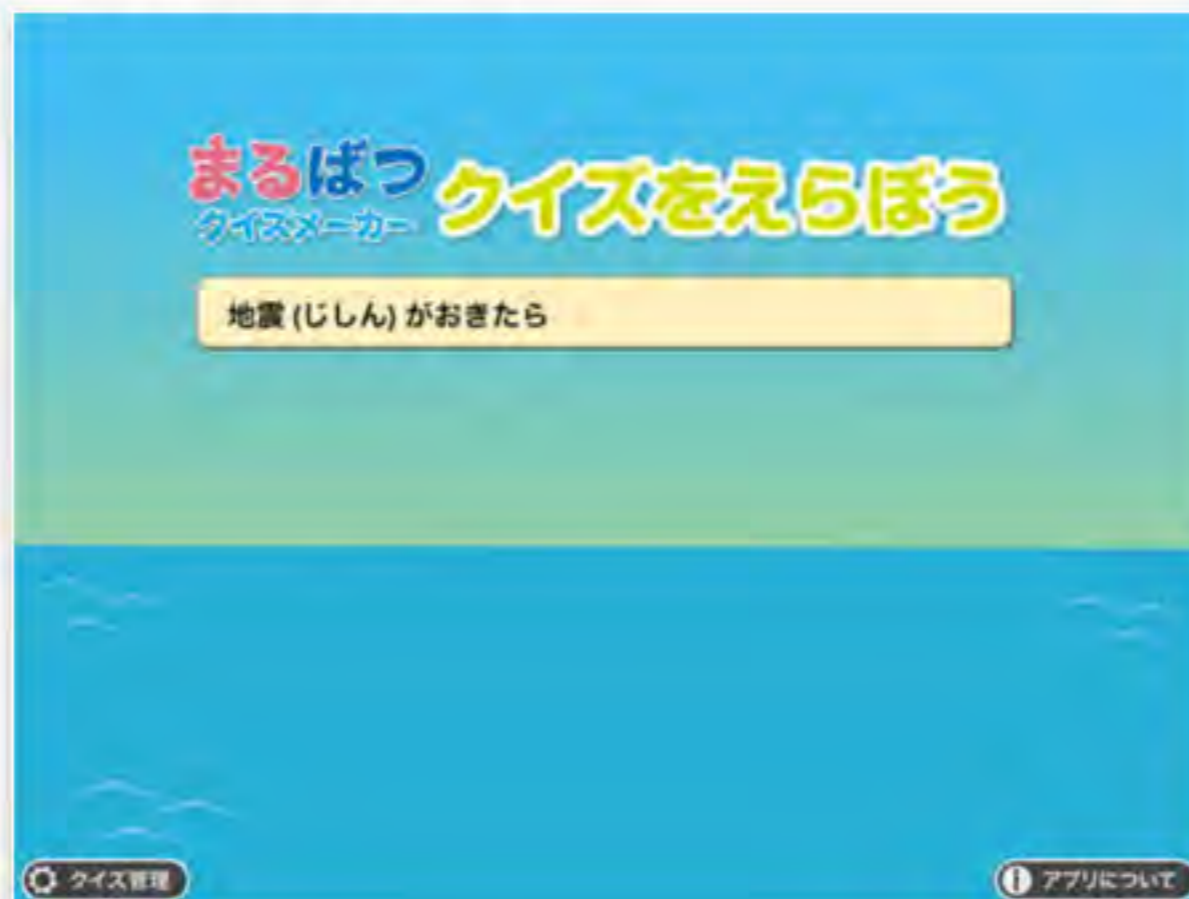 まるばつ
クイズメーカー
クイズをえらぼう
地震 (じしん) がおきたら
クイズ管理
アプリについて